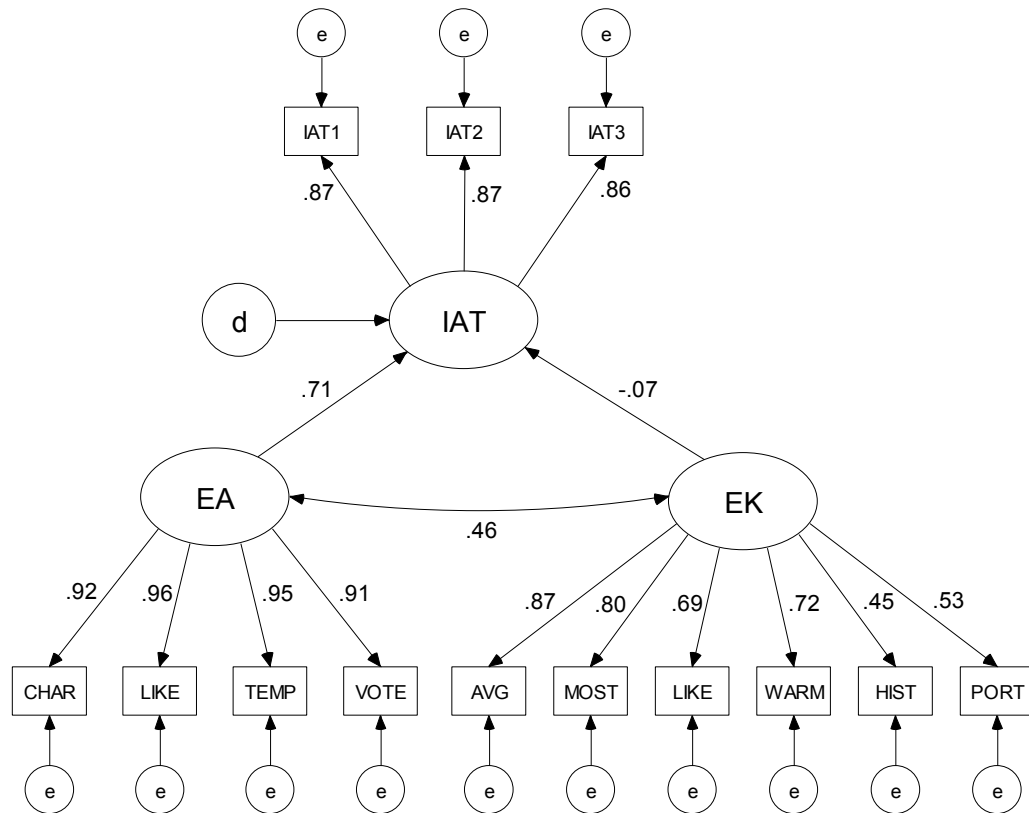 e e e
IAT1 IAT2 IAT3
.87 .87 .86
d IAT
.71 -.07
EA EK
.46
.92 .96 .95 .91 .87 .80 .69 .72 .45 .53
CHAR LIKE TEMP VOTE AVG MOST LIKE WARM HIST PORT
e e e e e e e e e e